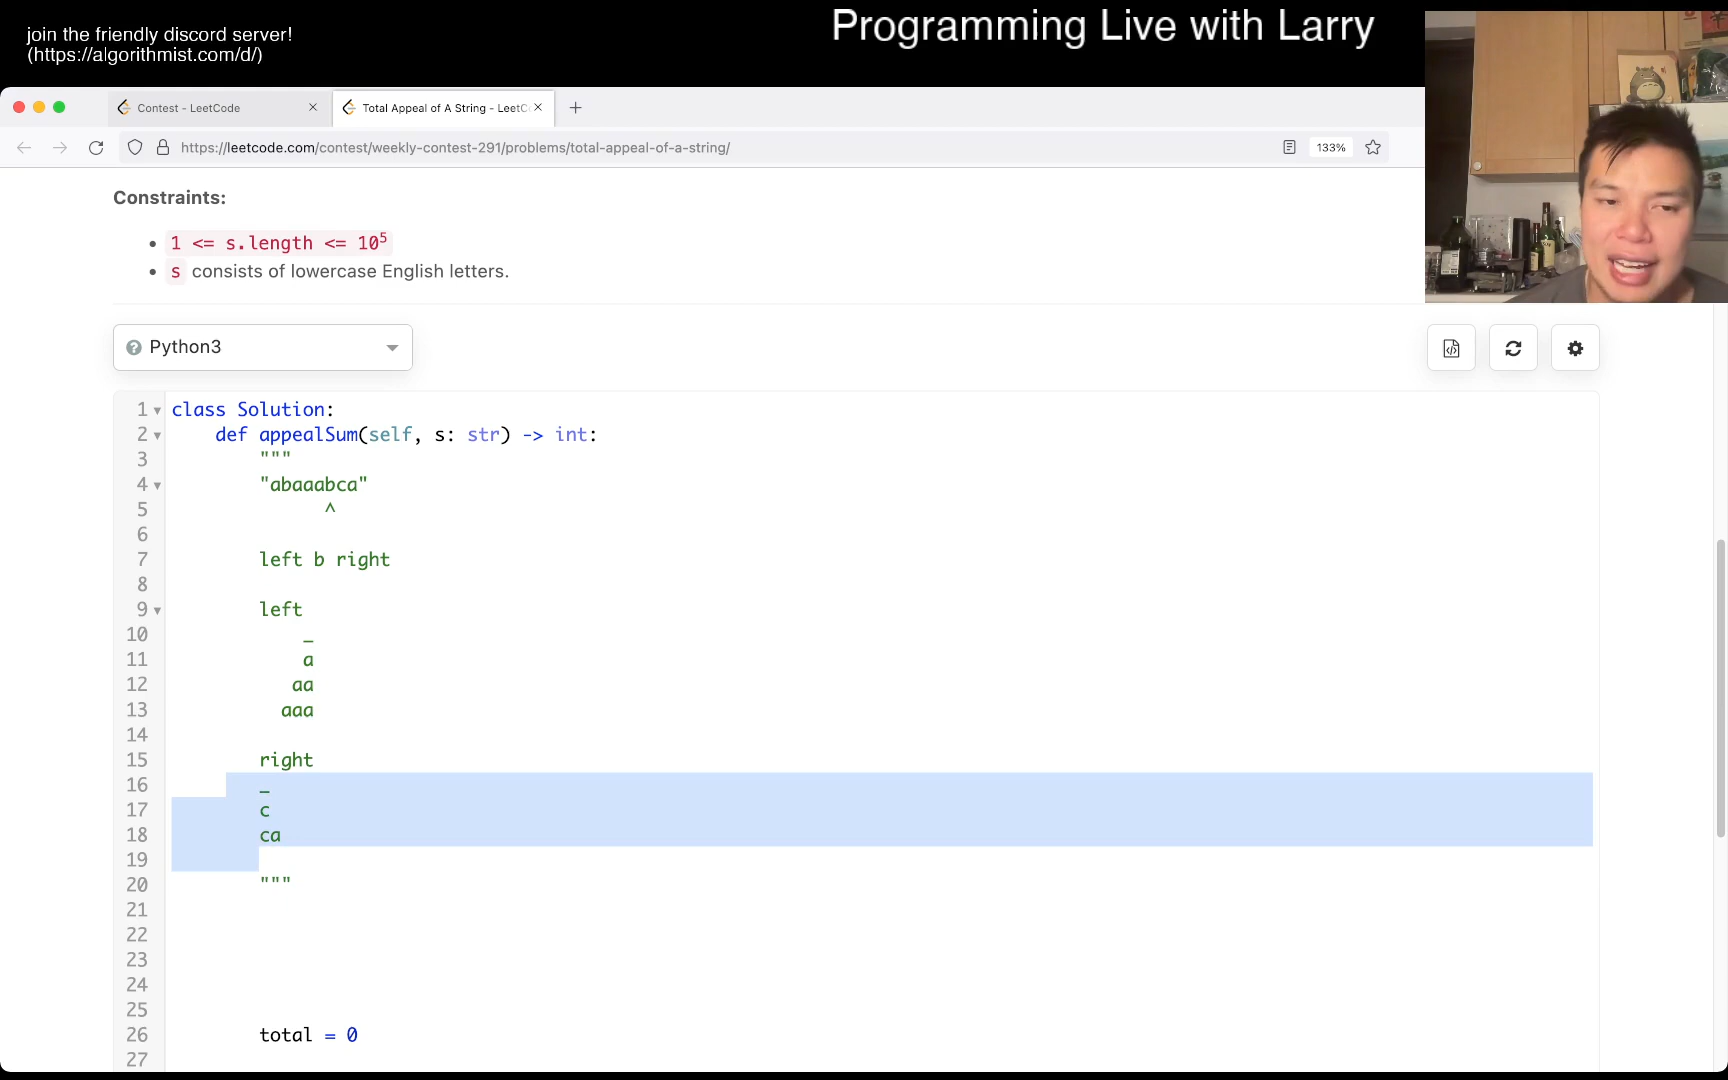 join the friendly discord server!
(https://algorithmist.com/d/)
Programming Live with Larry
Contest - LeetCode
Total Appeal of A String - LeetC
https://leetcode.com/contest/weekly-contest-291/problems/total-appeal-of-a-string/
133%
Constraints:
1 <= s.length <= 10⁵
s consists of lowercase English letters.
Python3
1 class Solution:
2 def appealSum(self, s: str) -> int:
3 """
4 "abaaabca"
5 ^
6
7 left b right
8
9 left
10 _
11 a
12 aa
13 aaa
14
15 right
16 _
17 c
18 ca
19
20 """
21
22
23
24
25
26 total = 0
27